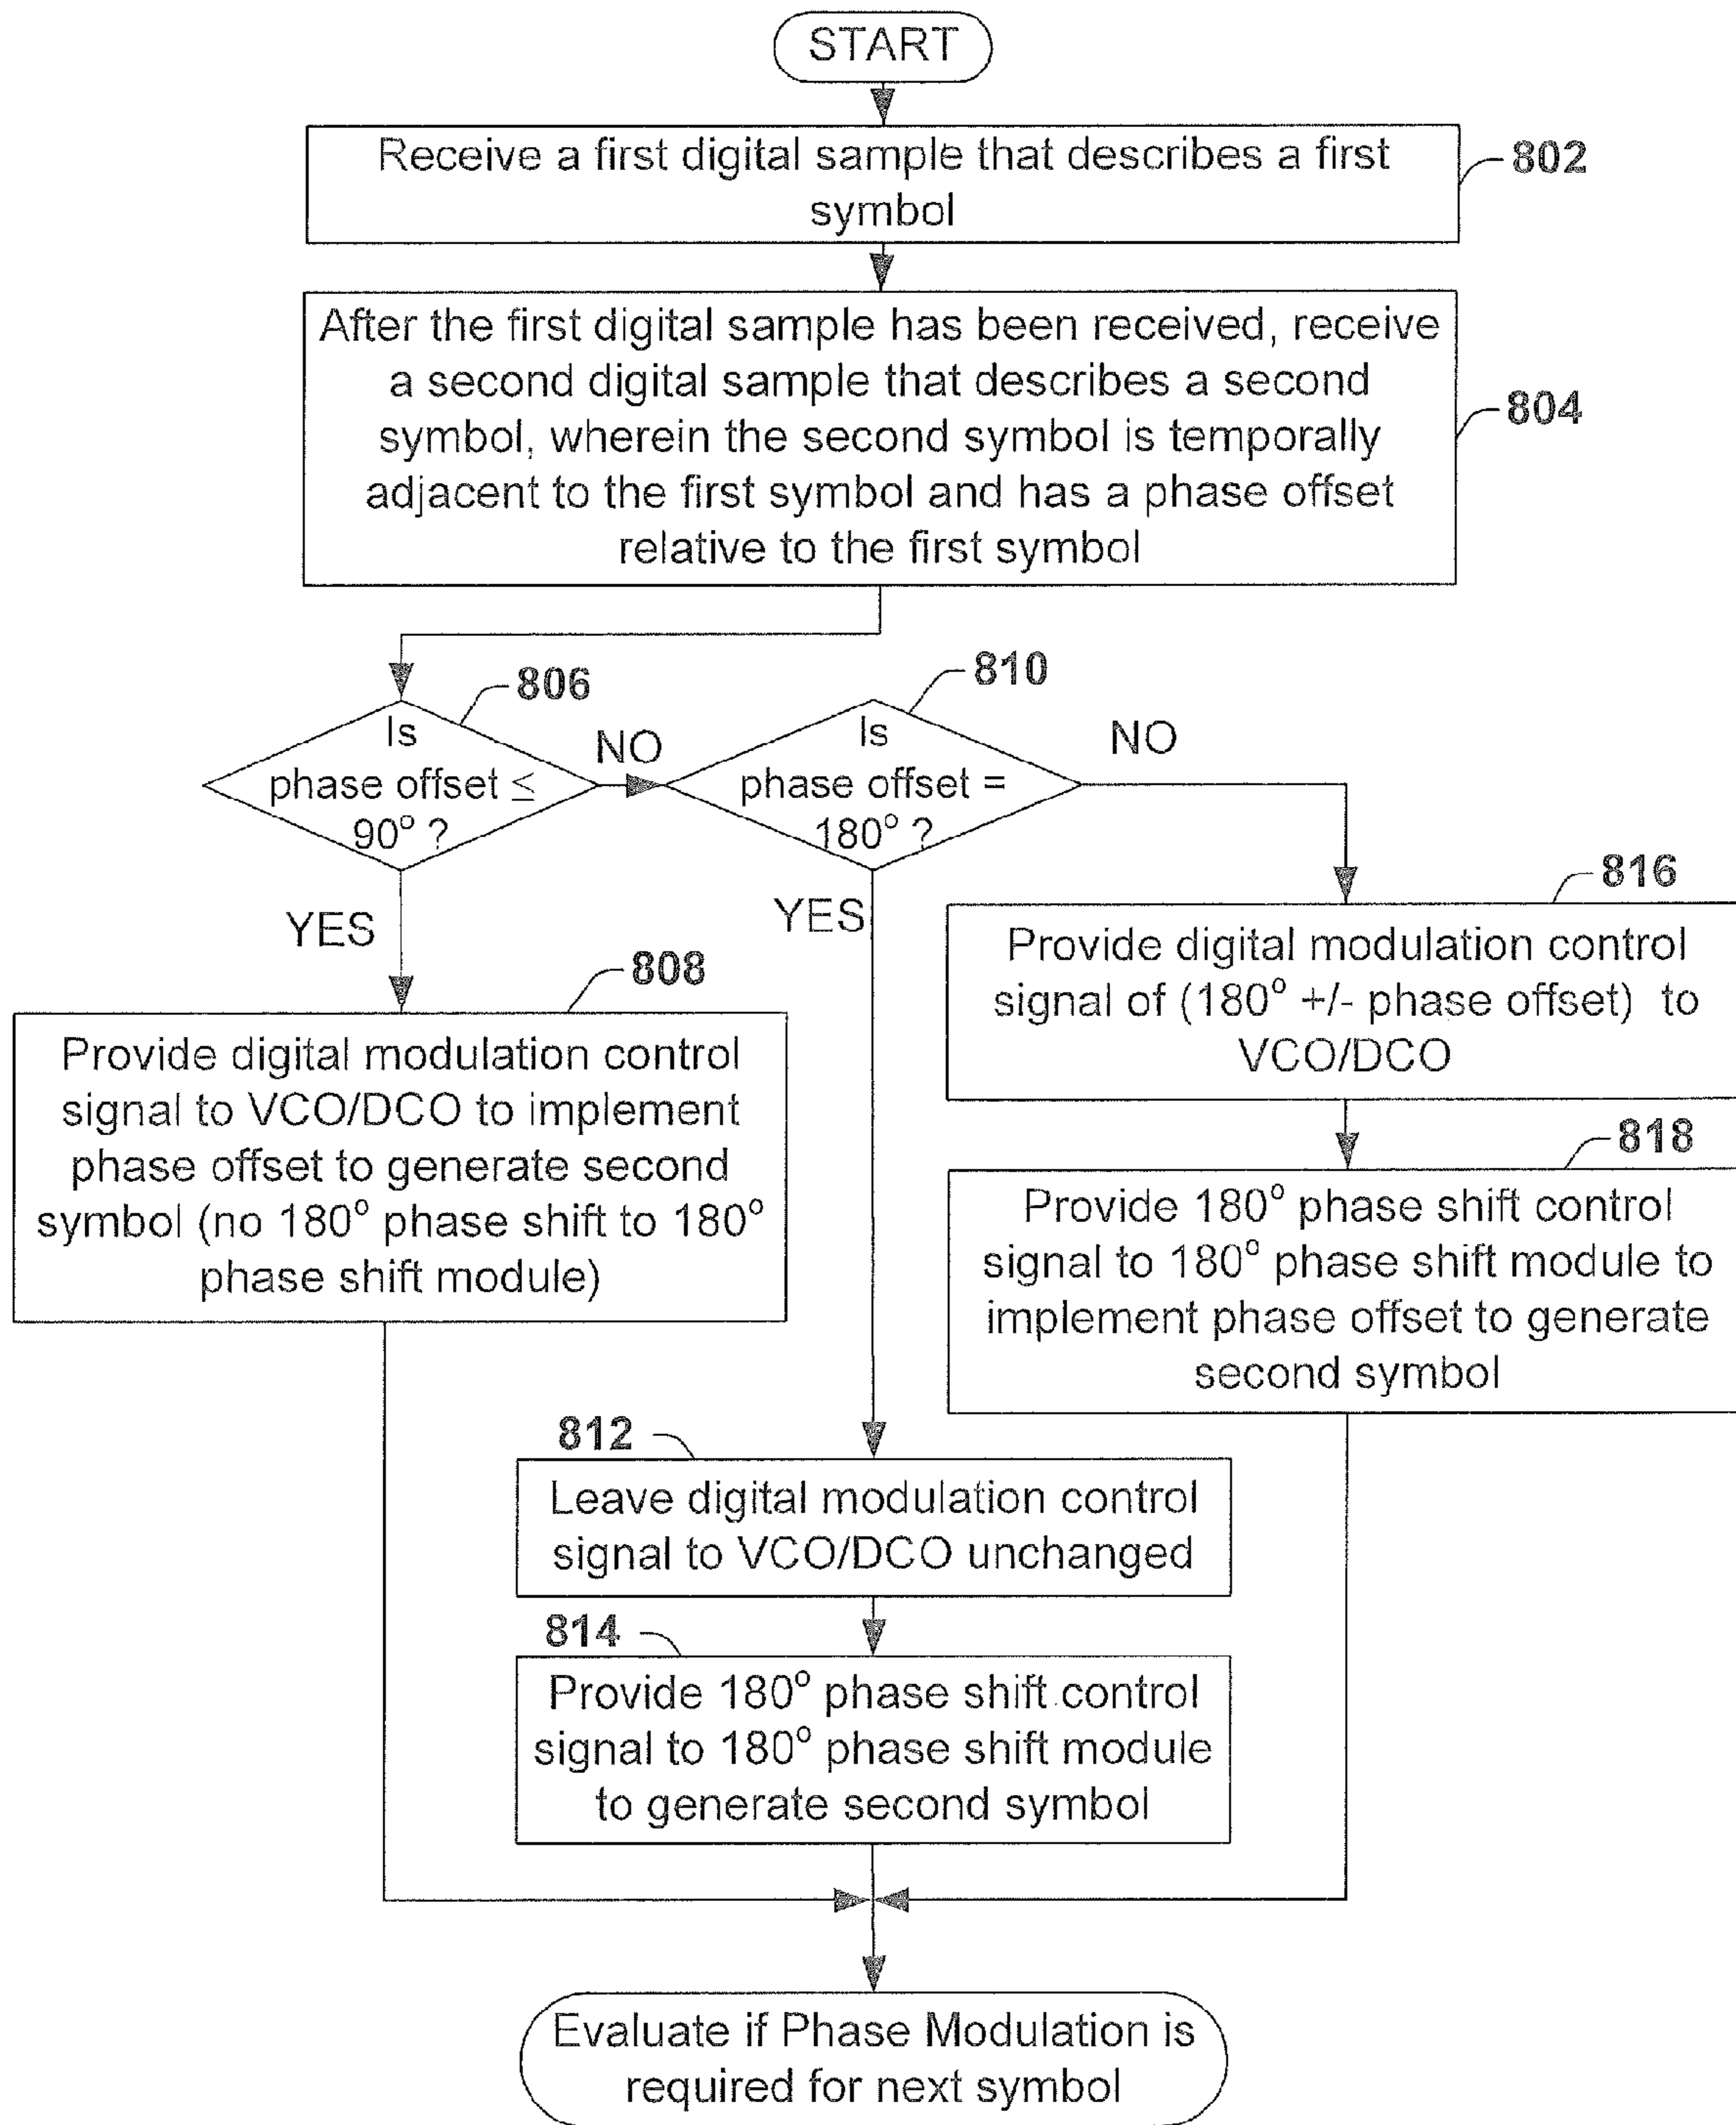 START
Receive a first digital sample that describes a first
symbol
802
After the first digital sample has been received, receive
a second digital sample that describes a second
symbol, wherein the second symbol is temporally
adjacent to the first symbol and has a phase offset
relative to the first symbol
804
806
Is
phase offset ≤
90° ?
NO
810
Is
phase offset =
180° ?
NO
YES
YES
808
Provide digital modulation control
signal to VCO/DCO to implement
phase offset to generate second
symbol (no 180° phase shift to 180°
phase shift module)
816
Provide digital modulation control
signal of (180° +/- phase offset) to
VCO/DCO
818
Provide 180° phase shift control
signal to 180° phase shift module to
implement phase offset to generate
second symbol
812
Leave digital modulation control
signal to VCO/DCO unchanged
814
Provide 180° phase shift control
signal to 180° phase shift module
to generate second symbol
Evaluate if Phase Modulation is
required for next symbol